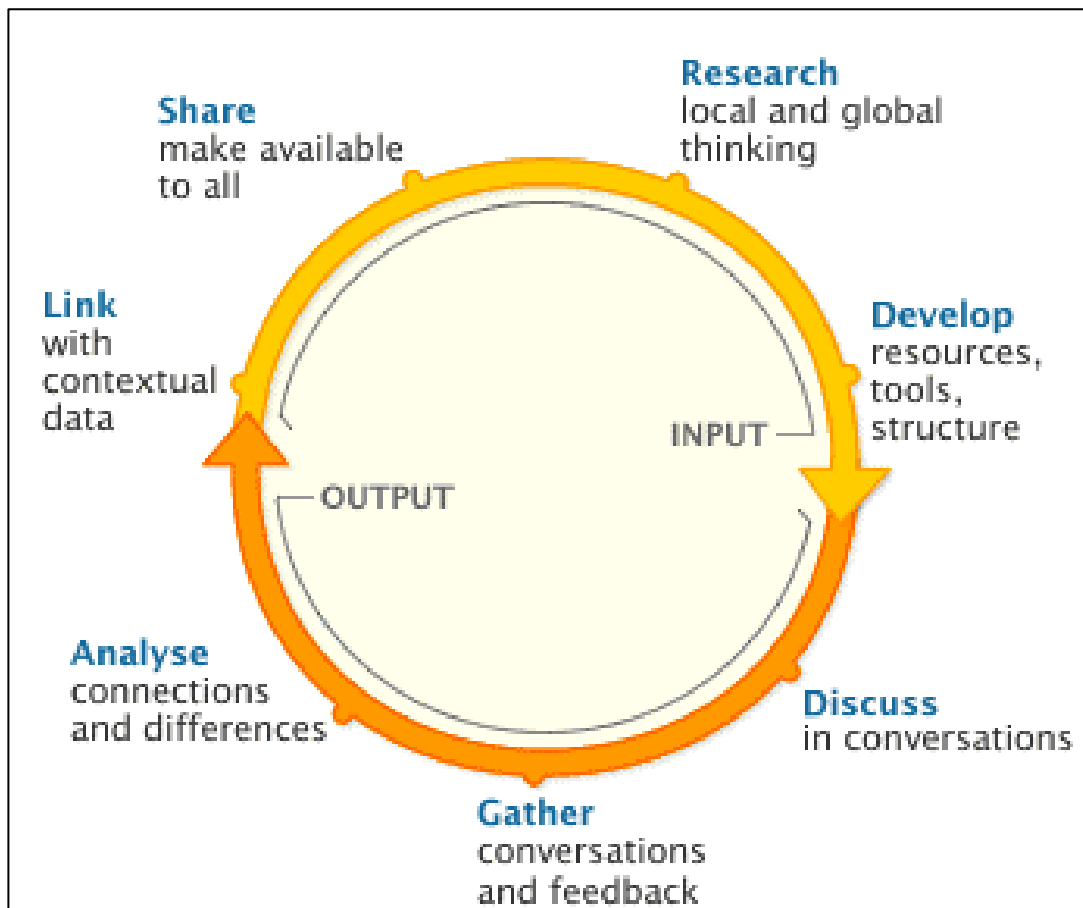 Research
local and global
thinking
Develop
resources,
tools,
structure
Discuss
in conversations
Gather
conversations
and feedback
Analyse
connections
and differences
Link
with
contextual
data
Share
make available
to all
INPUT
OUTPUT